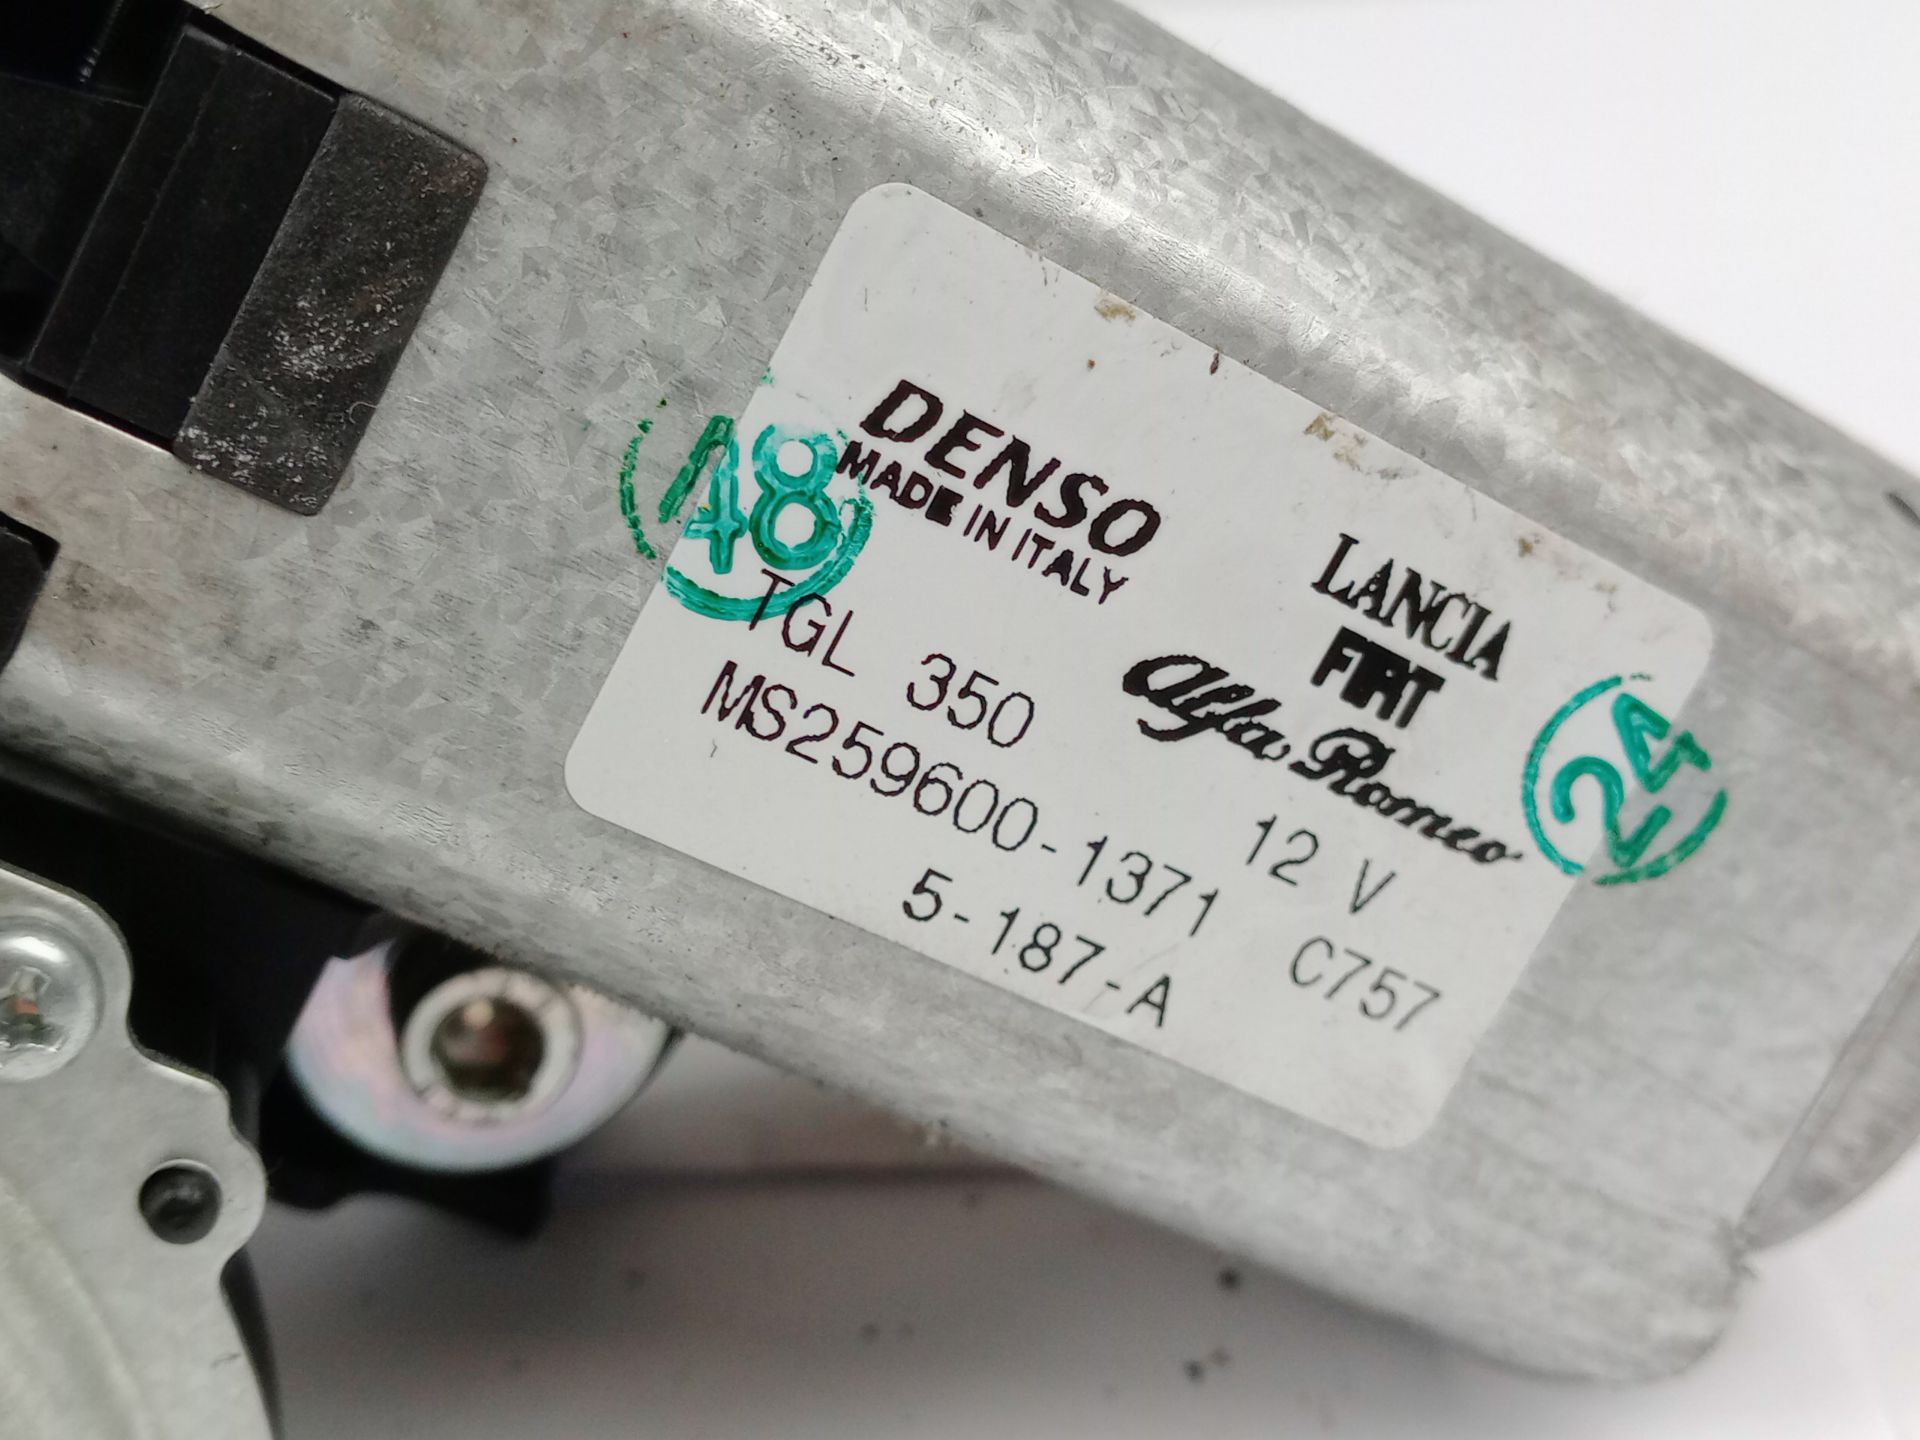 DENSO
MADE IN ITALY
LANCIA
FIAT
Alfa Romeo
TGL 350
12 V
MS259600-1371
C757
5-187-A
48
24